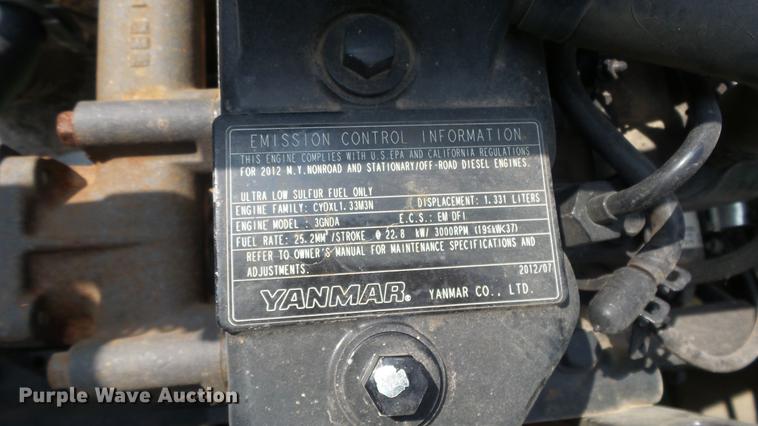 EMISSION CONTROL INFORMATION
THIS ENGINE COMPLIES WITH U.S.EPA AND CALIFORNIA REGULATIONS
FOR 2012 M.Y.NONROAD AND STATIONARY/OFF-ROAD DIESEL ENGINES.
ULTRA LOW SULFUR FUEL ONLY
ENGINE FAMILY: CYDXL1.33M3N DISPLACEMENT: 1.331 LITERS
ENGINE MODEL : 3GNDA E.C.S.: EM DFI
FUEL RATE: 25.2MM³/STROKE @ 22.8 kW/ 3000RPM (19≤kW<37)
REFER TO OWNER'S MANUAL FOR MAINTENANCE SPECIFICATIONS AND
ADJUSTMENTS. 2012/07
YANMAR® YANMAR CO., LTD.
Purple Wave Auction